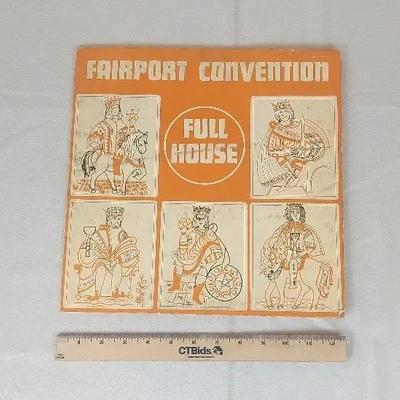 FAIRPORT CONVENTION
FULL
HOUSE
CTBids